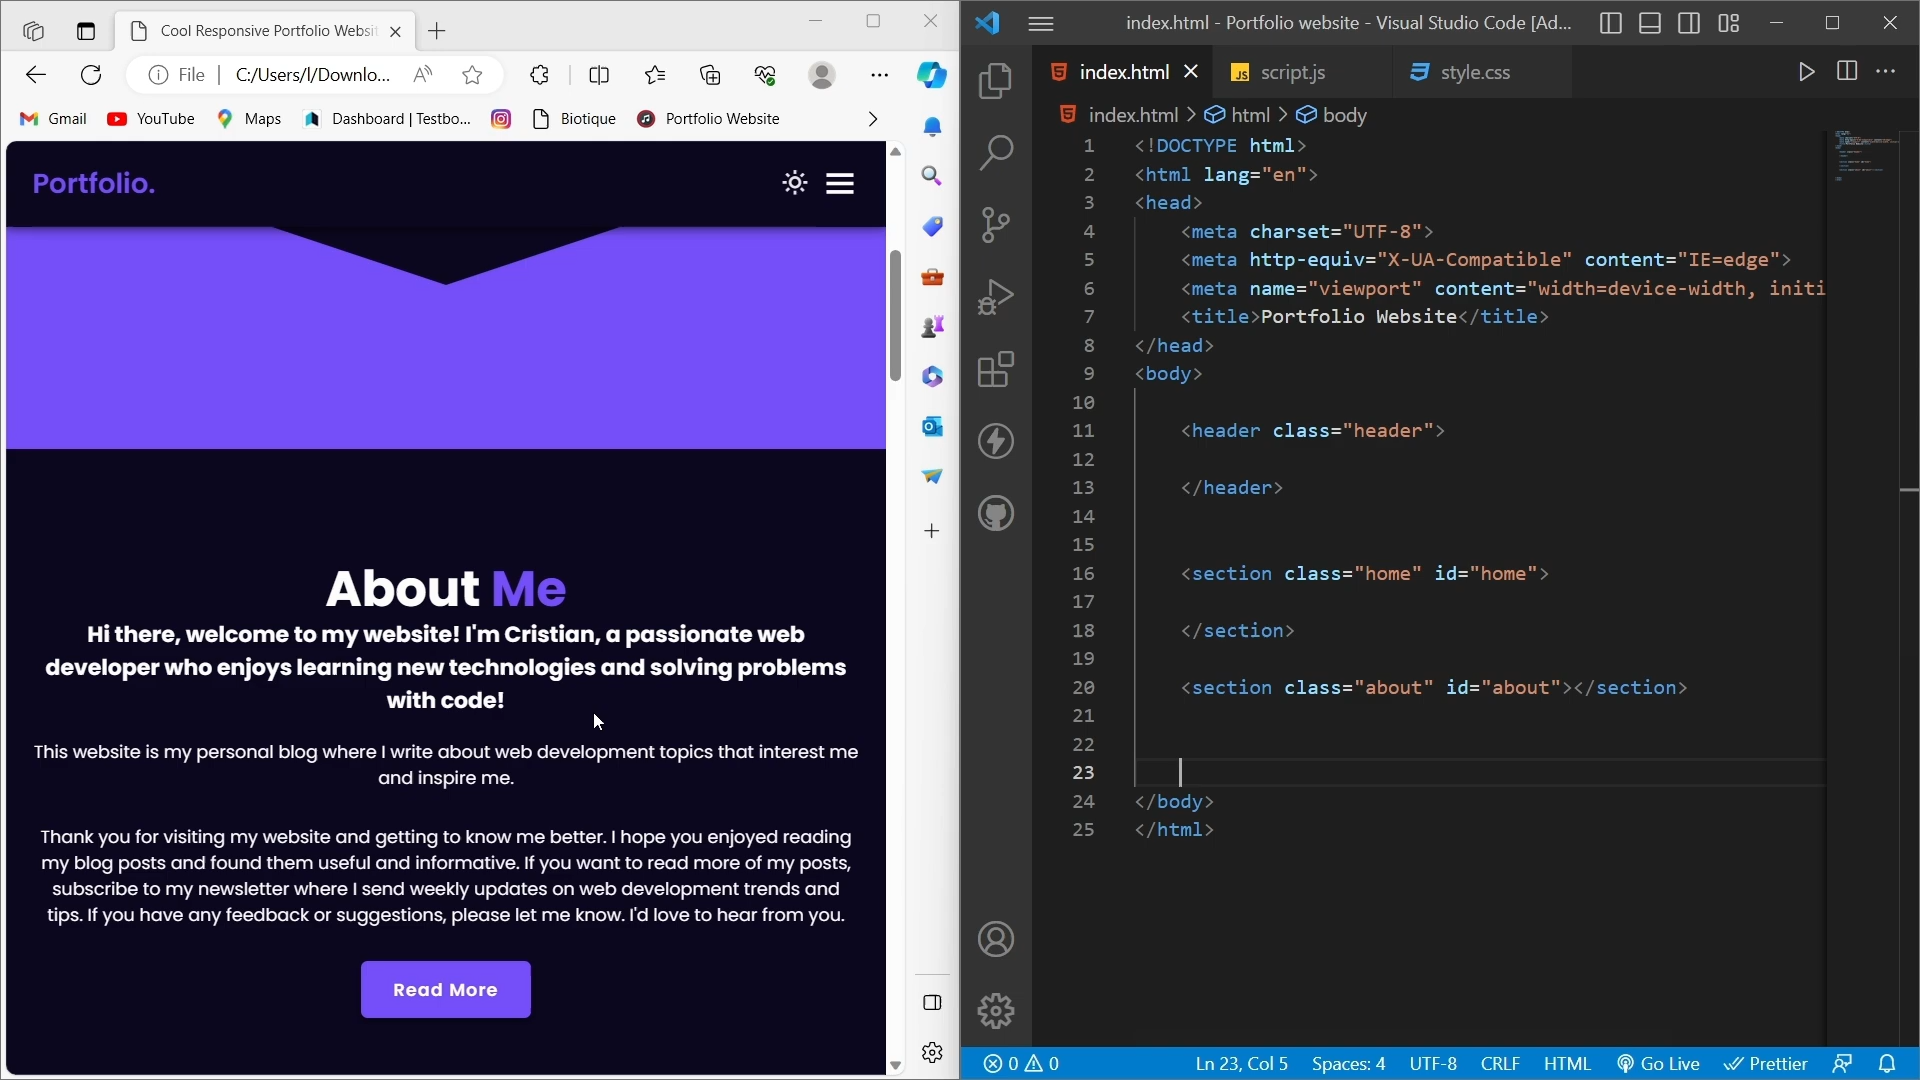 Cool Responsive Portfolio Websit
File
C:/Users/l/Downlo...
Gmail
YouTube
Maps
Dashboard | Testbo...
Biotique
Portfolio Website
Portfolio.
About Me
Hi there, welcome to my website! I'm Cristian, a passionate web
developer who enjoys learning new technologies and solving problems
with code!
This website is my personal blog where I write about web development topics that interest me
and inspire me.
Thank you for visiting my website and getting to know me better. I hope you enjoyed reading
my blog posts and found them useful and informative. If you want to read more of my posts,
subscribe to my newsletter where I send weekly updates on web development trends and
tips. If you have any feedback or suggestions, please let me know. I'd love to hear from you.
Read More
index.html - Portfolio website - Visual Studio Code [Ad...
index.html
JS script.js
style.css
index.html > html > body
1 <!DOCTYPE html>
2 <html lang="en">
3 <head>
4 <meta charset="UTF-8">
5 <meta http-equiv="X-UA-Compatible" content="IE=edge">
6 <meta name="viewport" content="width=device-width, initi
7 <title>Portfolio Website</title>
8 </head>
9 <body>
10
11 <header class="header">
12
13 </header>
14
15
16 <section class="home" id="home">
17
18 </section>
19
20 <section class="about" id="about"></section>
21
22
23
24 </body>
25 </html>
0 0 Ln 23, Col 5 Spaces: 4 UTF-8 CRLF HTML Go Live Prettier